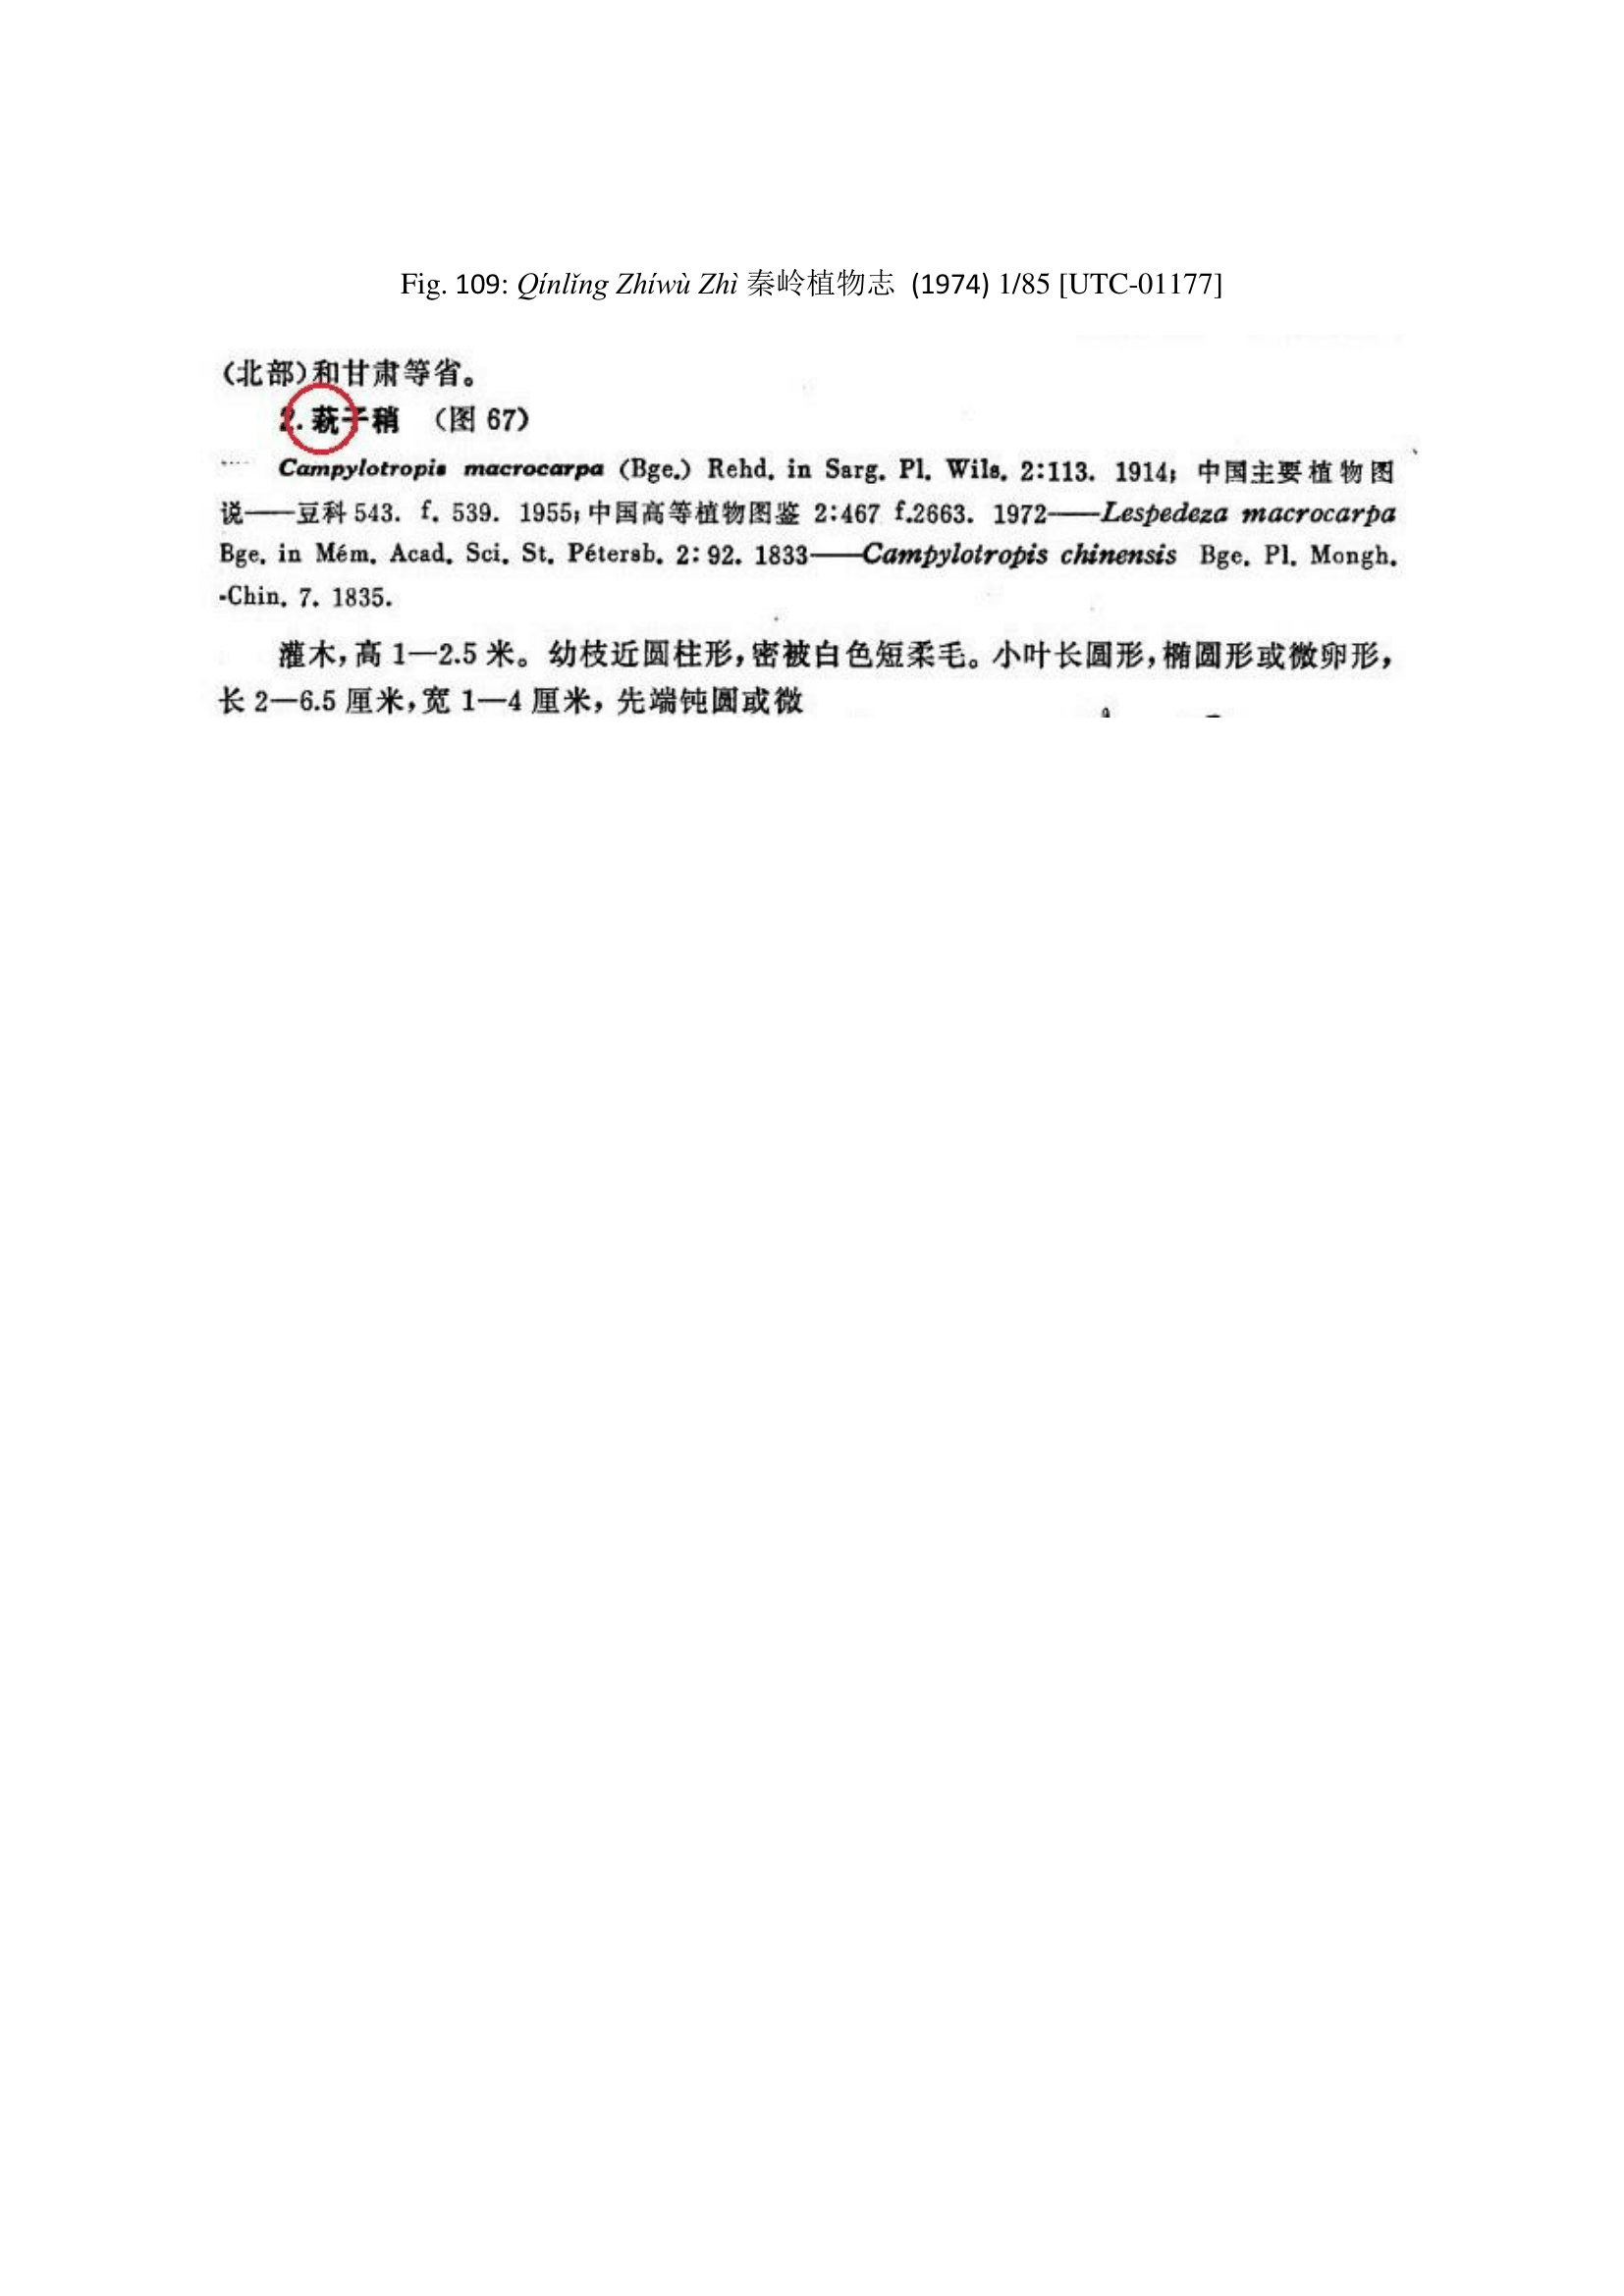 Fig. 109: Qínlǐng Zhíwù Zhì 秦岭植物志 (1974) 1/85 [UTC-01177]
(北部)和甘肃等省。
2. 子稍 (图 67)
Campylotropis macrocarpa (Bge.) Rehd. in Sarg. Pl. Wils. 2:113. 1914; 中国主要植物图
说——豆科 543. f. 539. 1955; 中国高等植物图鉴 2:467 f.2663. 1972——Lespedeza macrocarpa
Bge. in Mém. Acad. Sci. St. Pétersb. 2: 92. 1833——Campylotropis chinensis Bge. Pl. Mongh.
-Chin. 7. 1835.
灌木,高 1—2.5 米。幼枝近圆柱形,密被白色短柔毛。小叶长圆形,椭圆形或微卵形,
长 2—6.5 厘米,宽 1—4 厘米, 先端钝圆或微